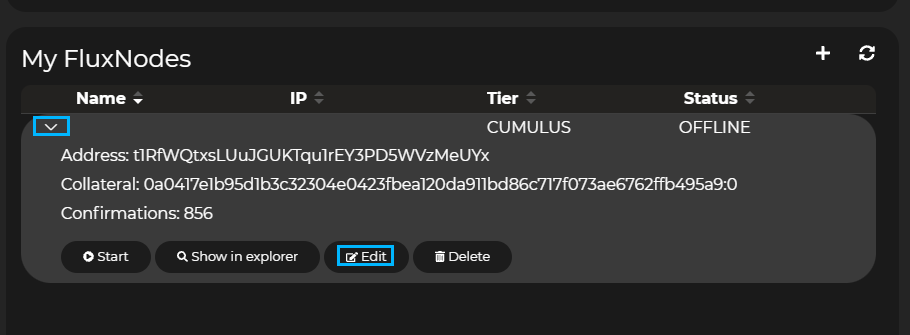 My FluxNodes
Name IP Tier Status
CUMULUS OFFLINE
Address: t1RfWQtxsLUuJGUKTqu1rEY3PD5WVzMeUYx
Collateral: 0a0417e1b95d1b3c32304e0423fbea120da911bd86c717f073ae6762ffb495a9:0
Confirmations: 856
Start Show in explorer Edit Delete